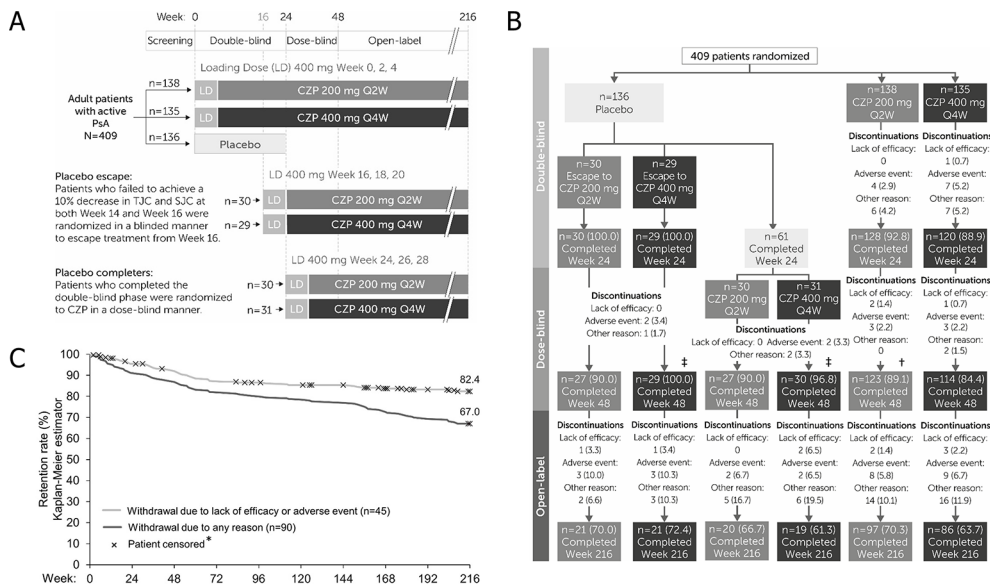 A
Week: 0 16 24 48 216
Screening Double-blind Dose-blind Open-label
Loading Dose (LD) 400 mg Week 0, 2, 4
n=138
LD CZP 200 mg Q2W
Adult patients
with active
PsA
N=409
n=135
LD CZP 400 mg Q4W
n=136
Placebo
LD 400 mg Week 16, 18, 20
Placebo escape:
Patients who failed to achieve a
10% decrease in TJC and SJC at
both Week 14 and Week 16 were
randomized in a blinded manner
to escape treatment from Week 16.
n=30 LD CZP 200 mg Q2W
n=29 LD CZP 400 mg Q4W
LD 400 mg Week 24, 26, 28
Placebo completers:
Patients who completed the
double-blind phase were randomized
to CZP in a dose-blind manner.
n=30 LD CZP 200 mg Q2W
n=31 LD CZP 400 mg Q4W
B
Double-blind
Dose-blind
Open-label
409 patients randomized
n=136
Placebo
n=138
CZP 200 mg
Q2W
n=135
CZP 400 mg
Q4W
Discontinuations
Lack of efficacy:
0
Adverse event:
4 (2.9)
Other reason:
6 (4.2)
Discontinuations
Lack of efficacy:
1 (0.7)
Adverse event:
7 (5.2)
Other reason:
7 (5.2)
n=30
Escape to
CZP 200 mg
Q2W
n=29
Escape to
CZP 400 mg
Q4W
n=30 (100.0)
Completed
Week 24
n=29 (100.0)
Completed
Week 24
n=61
Completed
Week 24
n=128 (92.8)
Completed
Week 24
n=120 (88.9)
Completed
Week 24
n=30
CZP 200 mg
Q2W
n=31
CZP 400 mg
Q4W
Discontinuations
Lack of efficacy: 0
Adverse event: 2 (3.4)
Other reason: 1 (1.7)
Discontinuations
Lack of efficacy: 0 Adverse event: 2 (3.3)
Other reason: 2 (3.3)
Discontinuations
Lack of efficacy:
2 (1.4)
Adverse event:
3 (2.2)
Other reason:
0
Discontinuations
Lack of efficacy:
1 (0.7)
Adverse event:
3 (2.2)
Other reason:
2 (1.5)
‡
‡
†
n=27 (90.0)
Completed
Week 48
n=29 (100.0)
Completed
Week 48
n=27 (90.0)
Completed
Week 48
n=30 (96.8)
Completed
Week 48
n=123 (89.1)
Completed
Week 48
n=114 (84.4)
Completed
Week 48
Discontinuations
Lack of efficacy:
1 (3.3)
Adverse event:
3 (10.0)
Other reason:
2 (6.6)
Discontinuations
Lack of efficacy:
1 (3.4)
Adverse event:
3 (10.3)
Other reason:
3 (10.3)
Discontinuations
Lack of efficacy:
0
Adverse event:
2 (6.7)
Other reason:
5 (16.7)
Discontinuations
Lack of efficacy:
2 (6.5)
Adverse event:
2 (6.5)
Other reason:
6 (19.5)
Discontinuations
Lack of efficacy:
2 (1.4)
Adverse event:
8 (5.8)
Other reason:
14 (10.1)
Discontinuations
Lack of efficacy:
3 (2.2)
Adverse event:
9 (6.7)
Other reason:
16 (11.9)
n=21 (70.0)
Completed
Week 216
n=21 (72.4)
Completed
Week 216
n=20 (66.7)
Completed
Week 216
n=19 (61.3)
Completed
Week 216
n=97 (70.3)
Completed
Week 216
n=86 (63.7)
Completed
Week 216
C
Retention rate (%)
Kaplan-Meier estimator
100
90
80
70
60
50
40
30
20
10
0
82.4
67.0
Withdrawal due to lack of efficacy or adverse event (n=45)
Withdrawal due to any reason (n=90)
Patient censored*
Week: 0 24 48 72 96 120 144 168 192 216